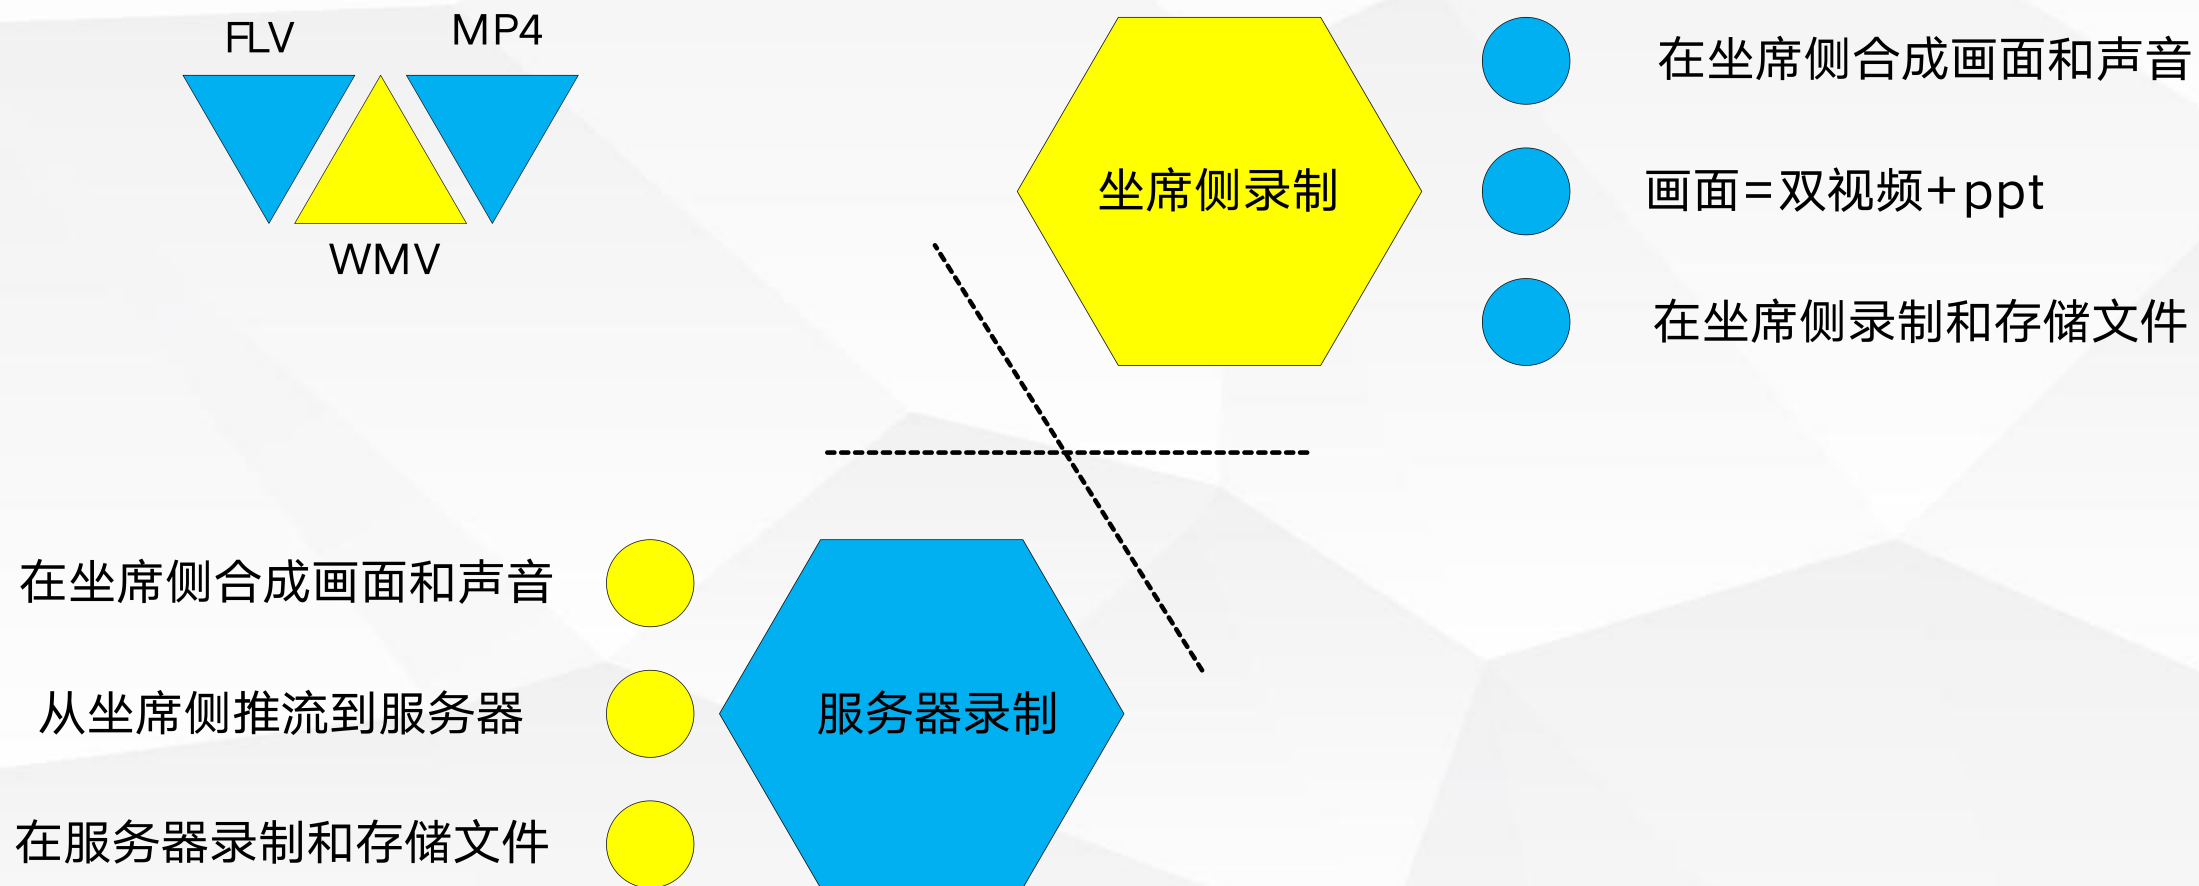 FLV
MP4
WMV
坐席侧录制
在坐席侧合成画面和声音
画面=双视频+ppt
在坐席侧录制和存储文件
在坐席侧合成画面和声音
从坐席侧推流到服务器
在服务器录制和存储文件
服务器录制